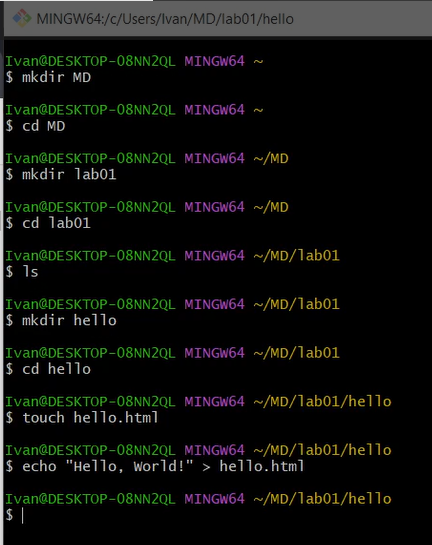 MINGW64:/c/Users/Ivan/MD/lab01/hello
Ivan@DESKTOP-08NN2QL MINGW64 ~
$ mkdir MD
Ivan@DESKTOP-08NN2QL MINGW64 ~
$ cd MD
Ivan@DESKTOP-08NN2QL MINGW64 ~/MD
$ mkdir lab01
Ivan@DESKTOP-08NN2QL MINGW64 ~/MD
$ cd lab01
Ivan@DESKTOP-08NN2QL MINGW64 ~/MD/lab01
$ ls
Ivan@DESKTOP-08NN2QL MINGW64 ~/MD/lab01
$ mkdir hello
Ivan@DESKTOP-08NN2QL MINGW64 ~/MD/lab01
$ cd hello
Ivan@DESKTOP-08NN2QL MINGW64 ~/MD/lab01/hello
$ touch hello.html
Ivan@DESKTOP-08NN2QL MINGW64 ~/MD/lab01/hello
$ echo "Hello, World!" > hello.html
Ivan@DESKTOP-08NN2QL MINGW64 ~/MD/lab01/hello
$